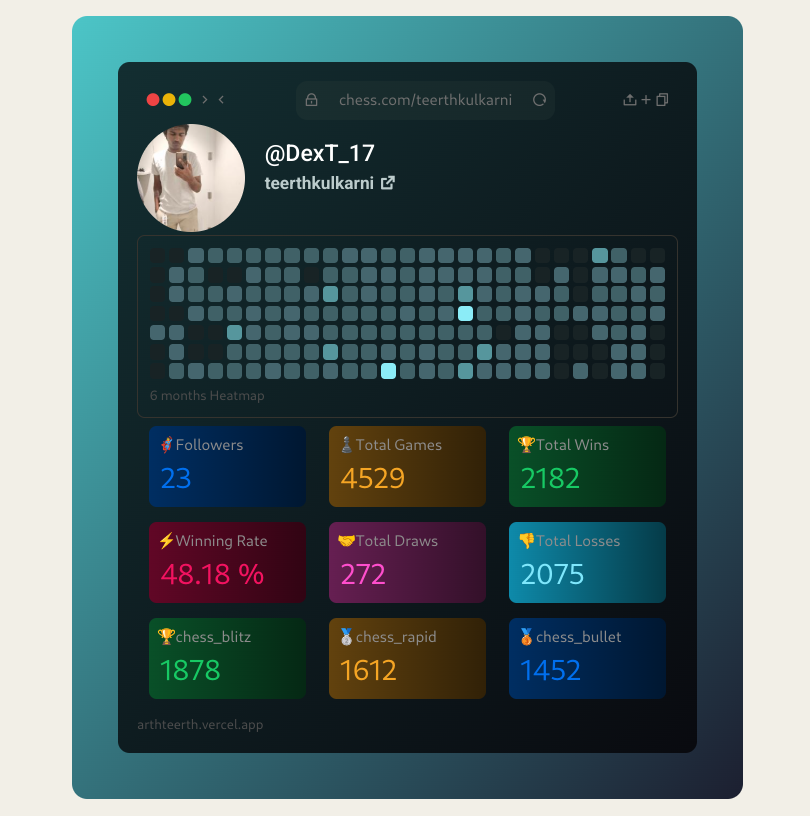 chess.com/teerthkulkarni
@DexT_17
teerthkulkarni
6 months Heatmap
Followers
23
Total Games
4529
Total Wins
2182
Winning Rate
48.18 %
Total Draws
272
Total Losses
2075
chess_blitz
1878
chess_rapid
1612
chess_bullet
1452
arthteerth.vercel.app